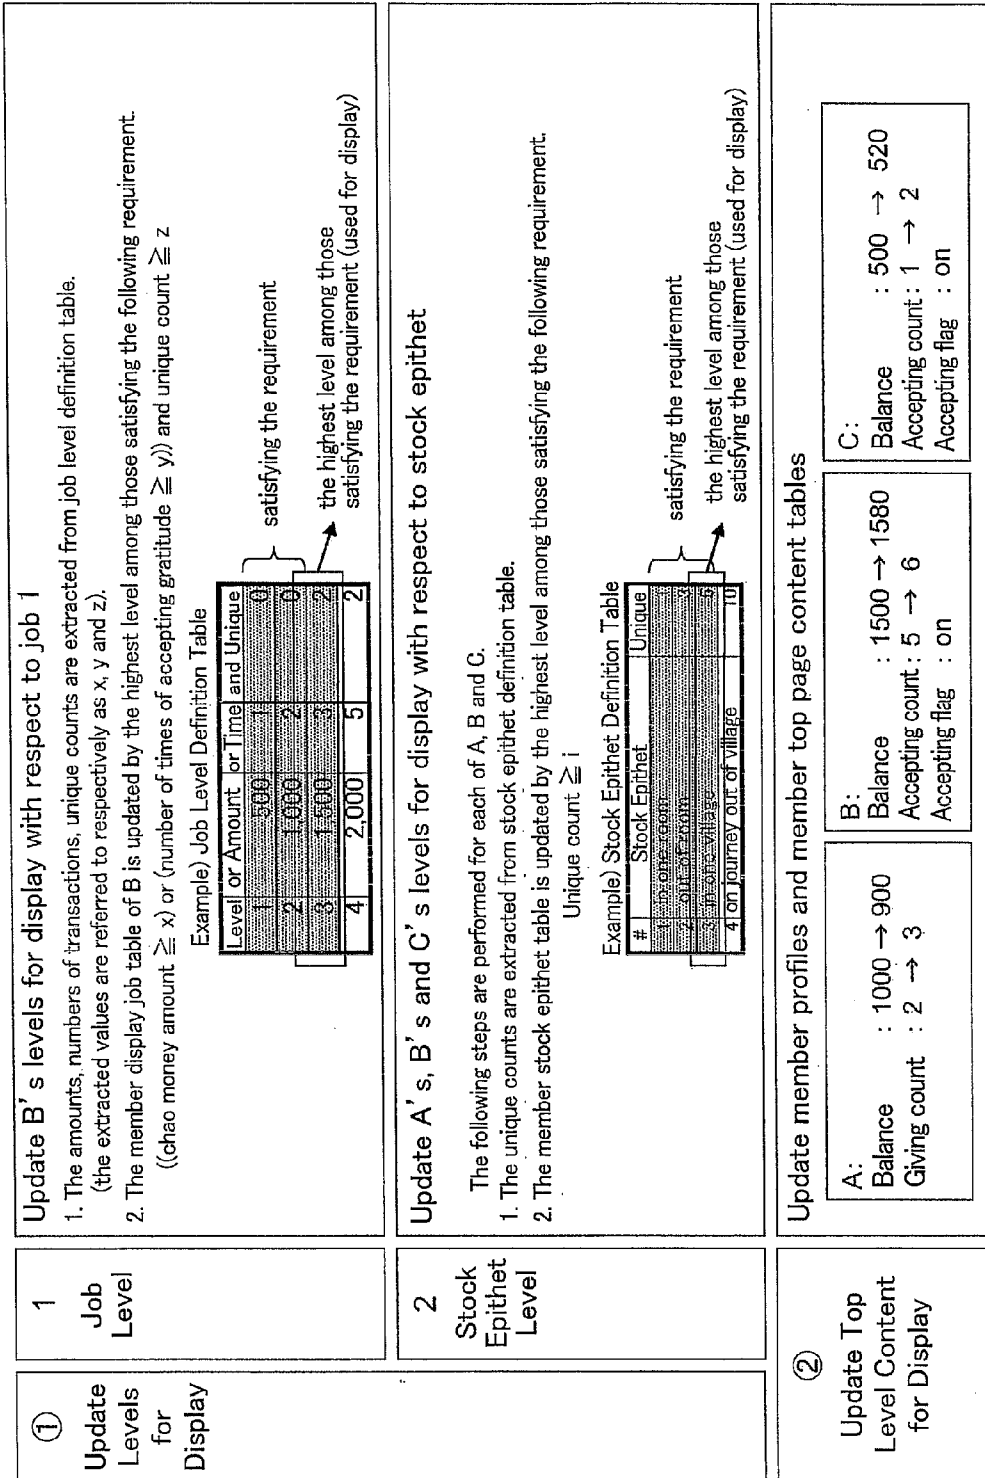 ①
Update
Levels
for
Display
1
Job
Level
Update B's levels for display with respect to job 1
1. The amounts, numbers of transactions, unique counts are extracted from job level definition table.
(the extracted values are referred to respectively as x, y and z).
2. The member display job table of B is updated by the highest level among those satisfying the following requirement.
((chao money amount ≧ x) or (number of times of accepting gratitude ≧ y)) and unique count ≧ z
Example) Job Level Definition Table
Level or Amount or Time and Unique
1 500 1 0
2 1,000 2 0
3 1,500 3 2
4 2,000 5 2
satisfying the requirement
the highest level among those
satisfying the requirement (used for display)
2
Stock
Epithet
Level
Update A's, B's and C's levels for display with respect to stock epithet
The following steps are performed for each of A, B and C.
1. The unique counts are extracted from stock epithet definition table.
2. The member stock epithet table is updated by the highest level among those satisfying the following requirement.
Unique count ≧ i
Example) Stock Epithet Definition Table
# Stock Epithet Unique
1 in one room 1
2 out of room 3
3 in one village 5
4 on journey out of village 10
satisfying the requirement
the highest level among those
satisfying the requirement (used for display)
②
Update Top
Level Content
for Display
Update member profiles and member top page content tables
A:
Balance : 1000 → 900
Giving count : 2 → 3
B:
Balance : 1500 → 1580
Accepting count : 5 → 6
Accepting flag : on
C:
Balance : 500 → 520
Accepting count : 1 → 2
Accepting flag : on